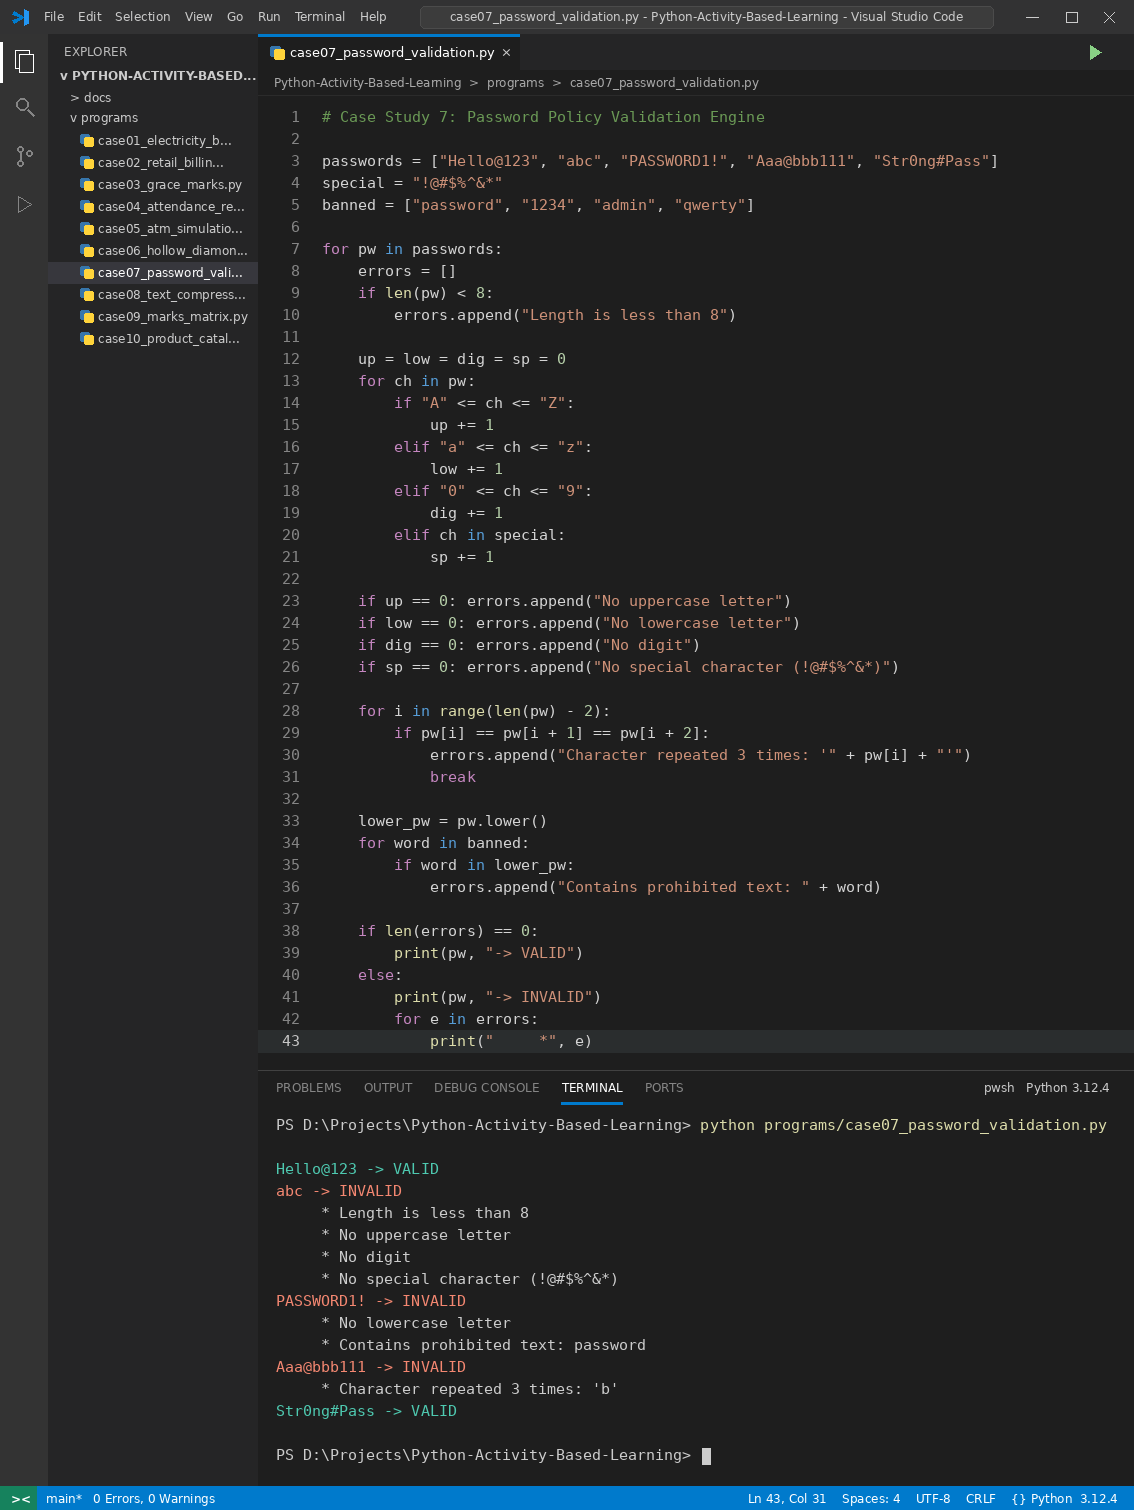 File Edit Selection View Go Run Terminal Help
case07_password_validation.py - Python-Activity-Based-Learning - Visual Studio Code
EXPLORER
v PYTHON-ACTIVITY-BASED...
> docs
v programs
case01_electricity_b...
case02_retail_billin...
case03_grace_marks.py
case04_attendance_re...
case05_atm_simulatio...
case06_hollow_diamon...
case07_password_vali...
case08_text_compress...
case09_marks_matrix.py
case10_product_catal...
case07_password_validation.py ×
Python-Activity-Based-Learning > programs > case07_password_validation.py
1 # Case Study 7: Password Policy Validation Engine
2
3 passwords = ["Hello@123", "abc", "PASSWORD1!", "Aaa@bbb111", "Str0ng#Pass"]
4 special = "!@#$%^&*"
5 banned = ["password", "1234", "admin", "qwerty"]
6
7 for pw in passwords:
8     errors = []
9     if len(pw) < 8:
10         errors.append("Length is less than 8")
11
12     up = low = dig = sp = 0
13     for ch in pw:
14         if "A" <= ch <= "Z":
15             up += 1
16         elif "a" <= ch <= "z":
17             low += 1
18         elif "0" <= ch <= "9":
19             dig += 1
20         elif ch in special:
21             sp += 1
22
23     if up == 0: errors.append("No uppercase letter")
24     if low == 0: errors.append("No lowercase letter")
25     if dig == 0: errors.append("No digit")
26     if sp == 0: errors.append("No special character (!@#$%^&*)")
27
28     for i in range(len(pw) - 2):
29         if pw[i] == pw[i + 1] == pw[i + 2]:
30             errors.append("Character repeated 3 times: '" + pw[i] + "'")
31             break
32
33     lower_pw = pw.lower()
34     for word in banned:
35         if word in lower_pw:
36             errors.append("Contains prohibited text: " + word)
37
38     if len(errors) == 0:
39         print(pw, "-> VALID")
40     else:
41         print(pw, "-> INVALID")
42         for e in errors:
43             print("     *", e)
PROBLEMS OUTPUT DEBUG CONSOLE TERMINAL PORTS pwsh Python 3.12.4
PS D:\Projects\Python-Activity-Based-Learning> python programs/case07_password_validation.py
Hello@123 -> VALID
abc -> INVALID
     * Length is less than 8
     * No uppercase letter
     * No digit
     * No special character (!@#$%^&*)
PASSWORD1! -> INVALID
     * No lowercase letter
     * Contains prohibited text: password
Aaa@bbb111 -> INVALID
     * Character repeated 3 times: 'b'
Str0ng#Pass -> VALID
PS D:\Projects\Python-Activity-Based-Learning>
>< main* 0 Errors, 0 Warnings Ln 43, Col 31 Spaces: 4 UTF-8 CRLF {} Python 3.12.4